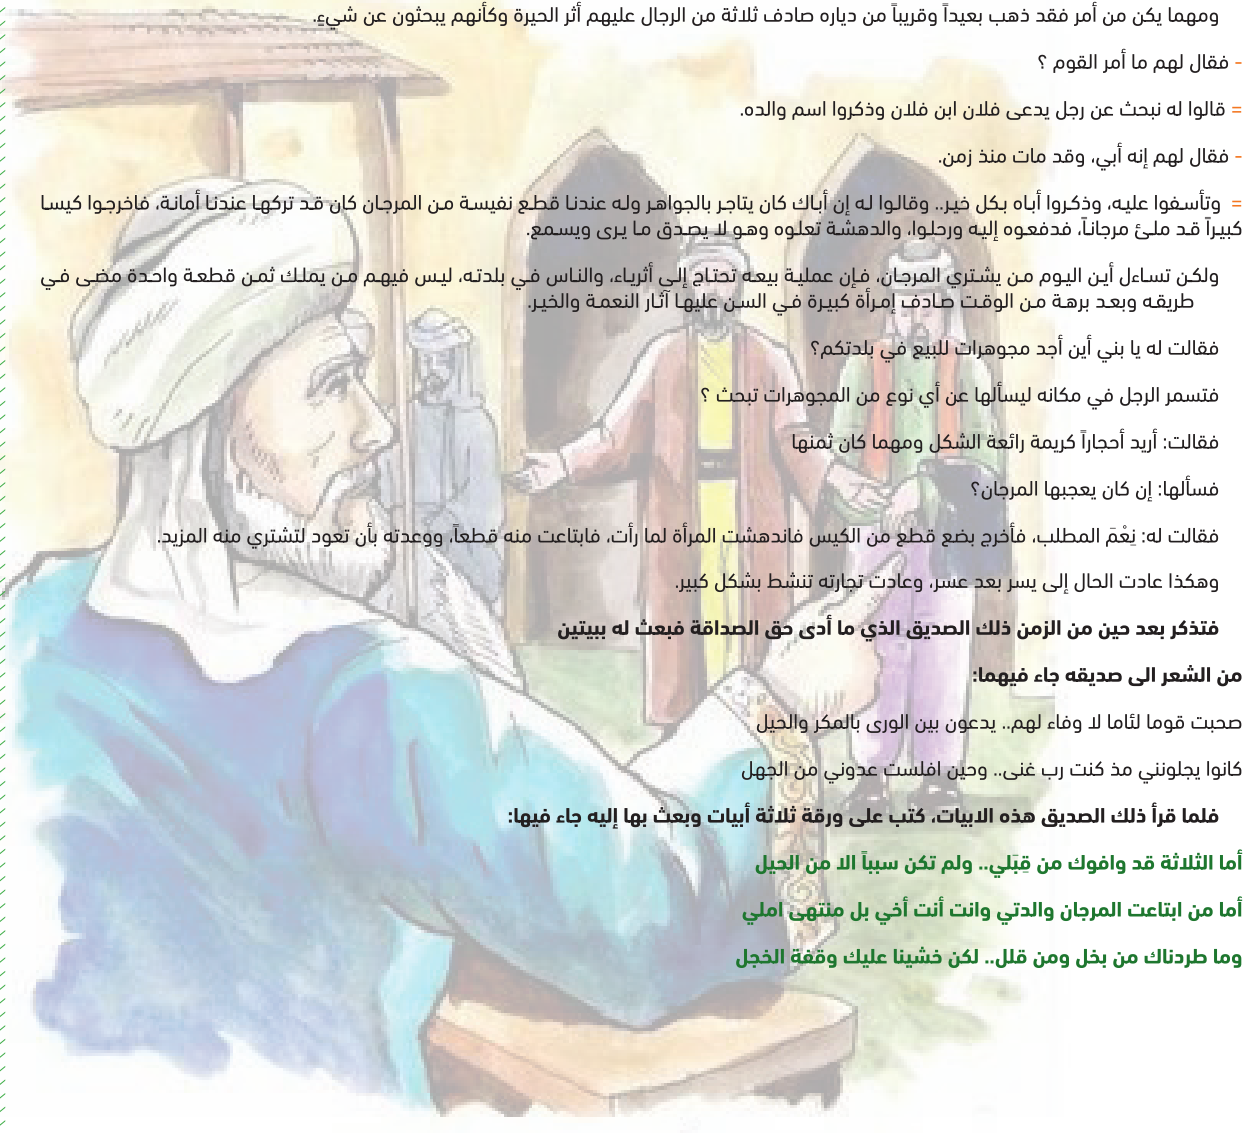 ومهما يكن من أمر فقد ذهب بعيداً وقريباً من دياره صادف ثلاثة من الرجال عليهم أثر الحيرة وكأنهم يبحثون عن شيءٍ.
- فقال لهم ما أمر القوم ؟
= قالوا له نبحث عن رجل يدعى فلان ابن فلان وذكروا اسم والده.
- فقال لهم إنه أبي، وقد مات منذ زمن.
= وتأسفوا عليه، وذكروا أباه بكل خير.. وقالوا له إن أباك كان يتاجر بالجواهر وله عندنا قطع نفيسة من المرجان كان قد تركها عندنا أمانة، فاخرجوا كيسا
كبيراً قد ملئ مرجاناً، فدفعوه إليه ورحلوا، والدهشة تعلوه وهو لا يصدق ما يرى ويسمع.
ولكن تساءل أين اليوم من يشتري المرجان، فإن عملية بيعه تحتاج إلى أثرياء، والناس في بلدته، ليس فيهم من يملك ثمن قطعة واحدة مضى في
طريقه وبعد برهة من الوقت صادف إمرأة كبيرة في السن عليها آثار النعمة والخير.
فقالت له يا بني أين أجد مجوهرات للبيع في بلدتكم؟
فتسمر الرجل في مكانه ليسألها عن أي نوع من المجوهرات تبحث ؟
فقالت: أريد أحجاراً كريمة رائعة الشكل ومهما كان ثمنها
فسألها: إن كان يعجبها المرجان؟
فقالت له: نِعْمَ المطلب، فأخرج بضع قطع من الكيس فاندهشت المرأة لما رأت، فابتاعت منه قطعاً، ووعدته بأن تعود لتشتري منه المزيد.
وهكذا عادت الحال إلى يسر بعد عسر، وعادت تجارته تنشط بشكل كبير.
فتذكر بعد حين من الزمن ذلك الصديق الذي ما أدى حق الصداقة فبعث له ببيتين
من الشعر الى صديقه جاء فيهما:
صحبت قوما لئاما لا وفاء لهم.. يدعون بين الورى بالمكر والحيل
كانوا يجلونني مذ كنت رب غنى.. وحين افلست عدوني من الجهل
فلما قرأ ذلك الصديق هذه الابيات، كتب على ورقة ثلاثة أبيات وبعث بها إليه جاء فيها:
أما الثلاثة قد وافوك من قِبَلي.. ولم تكن سبباً الا من الحيل
أما من ابتاعت المرجان والدتي وانت أنت أخي بل منتهى املي
وما طردناك من بخل ومن قلل.. لكن خشينا عليك وقفة الخجل